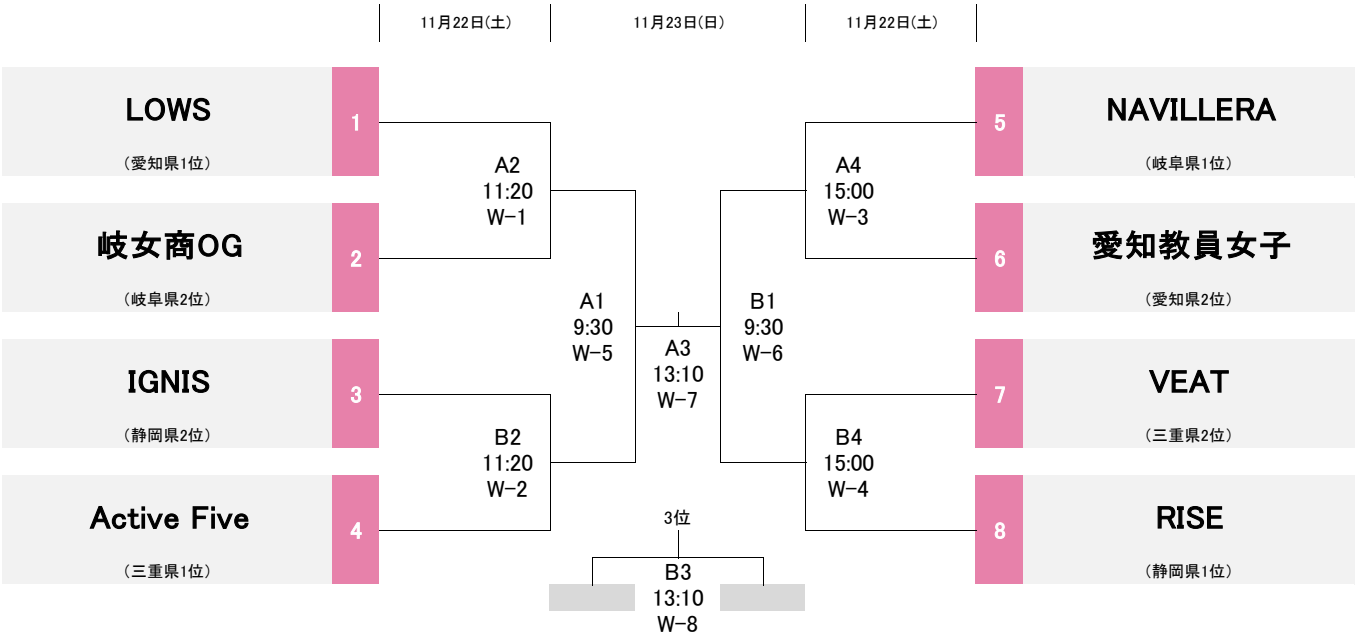 11月22日(土)
11月23日(日)
11月22日(土)
LOWS
(愛知県1位)
1
岐女商OG
(岐阜県2位)
2
IGNIS
(静岡県2位)
3
Active Five
(三重県1位)
4
A2
11:20
W-1
B2
11:20
W-2
A1
9:30
W-5
A3
13:10
W-7
B1
9:30
W-6
A4
15:00
W-3
B4
15:00
W-4
3位
B3
13:10
W-8
5
NAVILLERA
(岐阜県1位)
6
愛知教員女子
(愛知県2位)
7
VEAT
(三重県2位)
8
RISE
(静岡県1位)